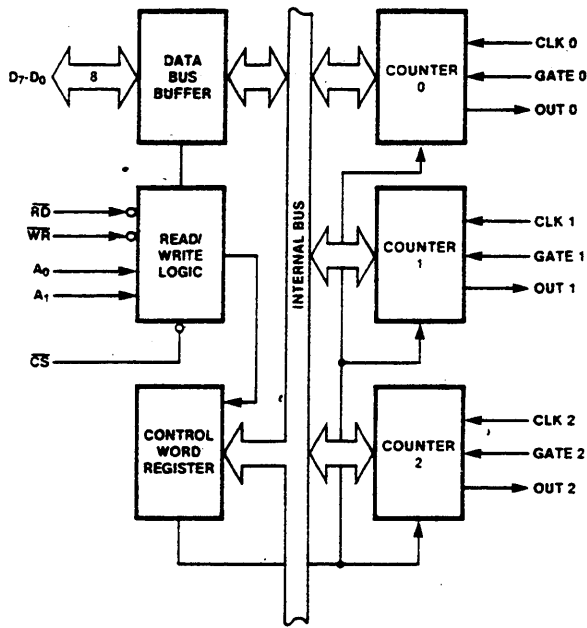 D7-D0
8
DATA
BUS
BUFFER
COUNTER
0
CLK 0
GATE 0
OUT 0
RD
WR
A0
A1
CS
READ/
WRITE
LOGIC
INTERNAL BUS
COUNTER
1
CLK 1
GATE 1
OUT 1
CONTROL
WORD
REGISTER
COUNTER
2
CLK 2
GATE 2
OUT 2